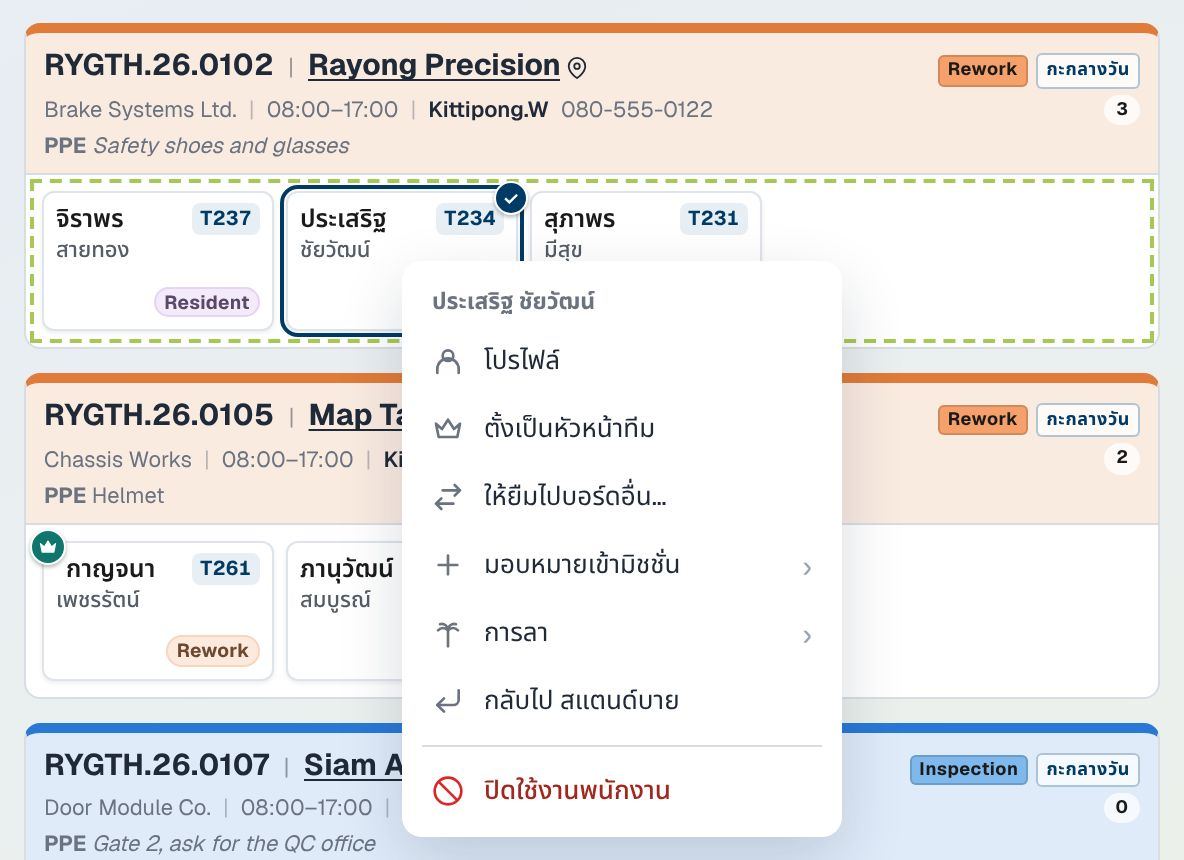 RYGTH.26.0102 | Rayong Precision
Rework กะกลางวัน
Brake Systems Ltd. | 08:00–17:00 | Kittipong.W 080-555-0122
3
PPE Safety shoes and glasses
จิราพร T237
สายทอง
Resident
ประเสริฐ T234
ชัยวัฒน์
สุภาพร T231
มีสุข
ประเสริฐ ชัยวัฒน์
โปรไฟล์
ตั้งเป็นหัวหน้าทีม
ให้ยืมไปบอร์ดอื่น...
มอบหมายเข้ามิชชั่น
การลา
กลับไป สแตนด์บาย
ปิดใช้งานพนักงาน
RYGTH.26.0105 | Map Ta
Rework กะกลางวัน
Chassis Works | 08:00–17:00 | Ki
2
PPE Helmet
กาญจนา T261
เพชรรัตน์
Rework
ภานุวัฒน์
สมบูรณ์
RYGTH.26.0107 | Siam A
Inspection กะกลางวัน
Door Module Co. | 08:00–17:00 |
0
PPE Gate 2, ask for the QC office